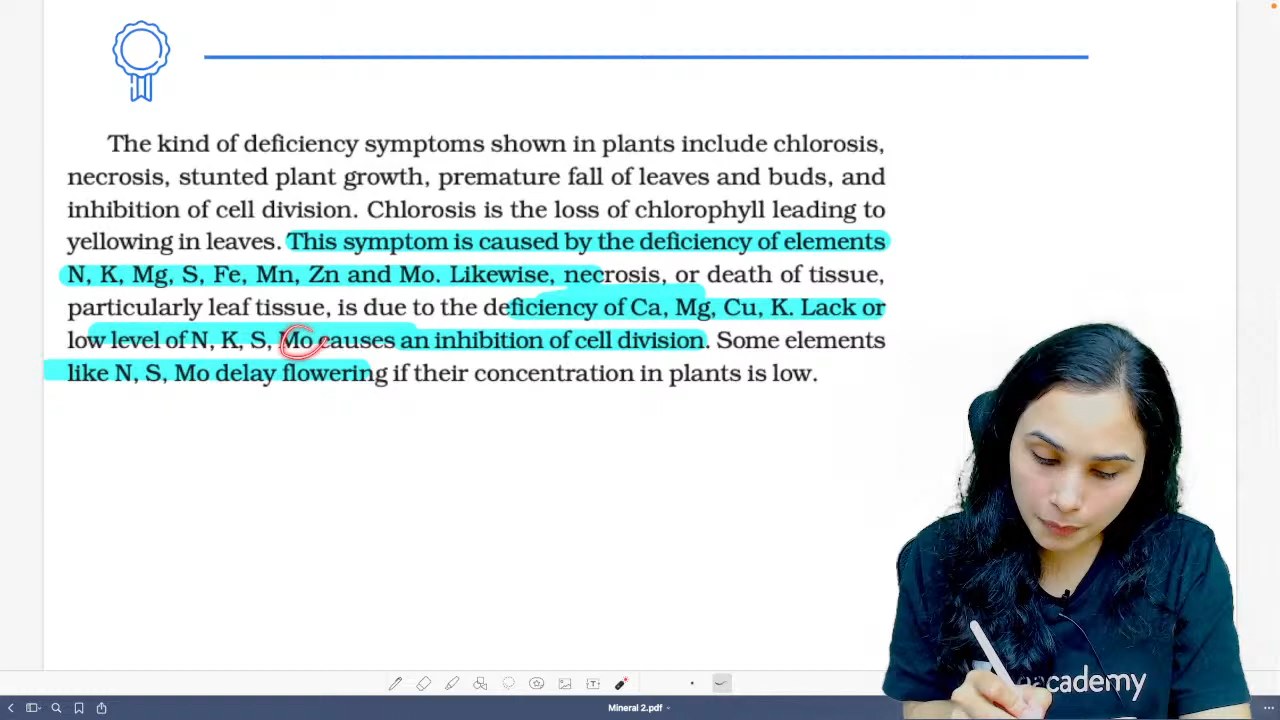 The kind of deficiency symptoms shown in plants include chlorosis,
necrosis, stunted plant growth, premature fall of leaves and buds, and
inhibition of cell division. Chlorosis is the loss of chlorophyll leading to
yellowing in leaves. This symptom is caused by the deficiency of elements
N, K, Mg, S, Fe, Mn, Zn and Mo. Likewise, necrosis, or death of tissue,
particularly leaf tissue, is due to the deficiency of Ca, Mg, Cu, K. Lack or
low level of N, K, S, Mo causes an inhibition of cell division. Some elements
like N, S, Mo delay flowering if their concentration in plants is low.
academy
Mineral 2.pdf